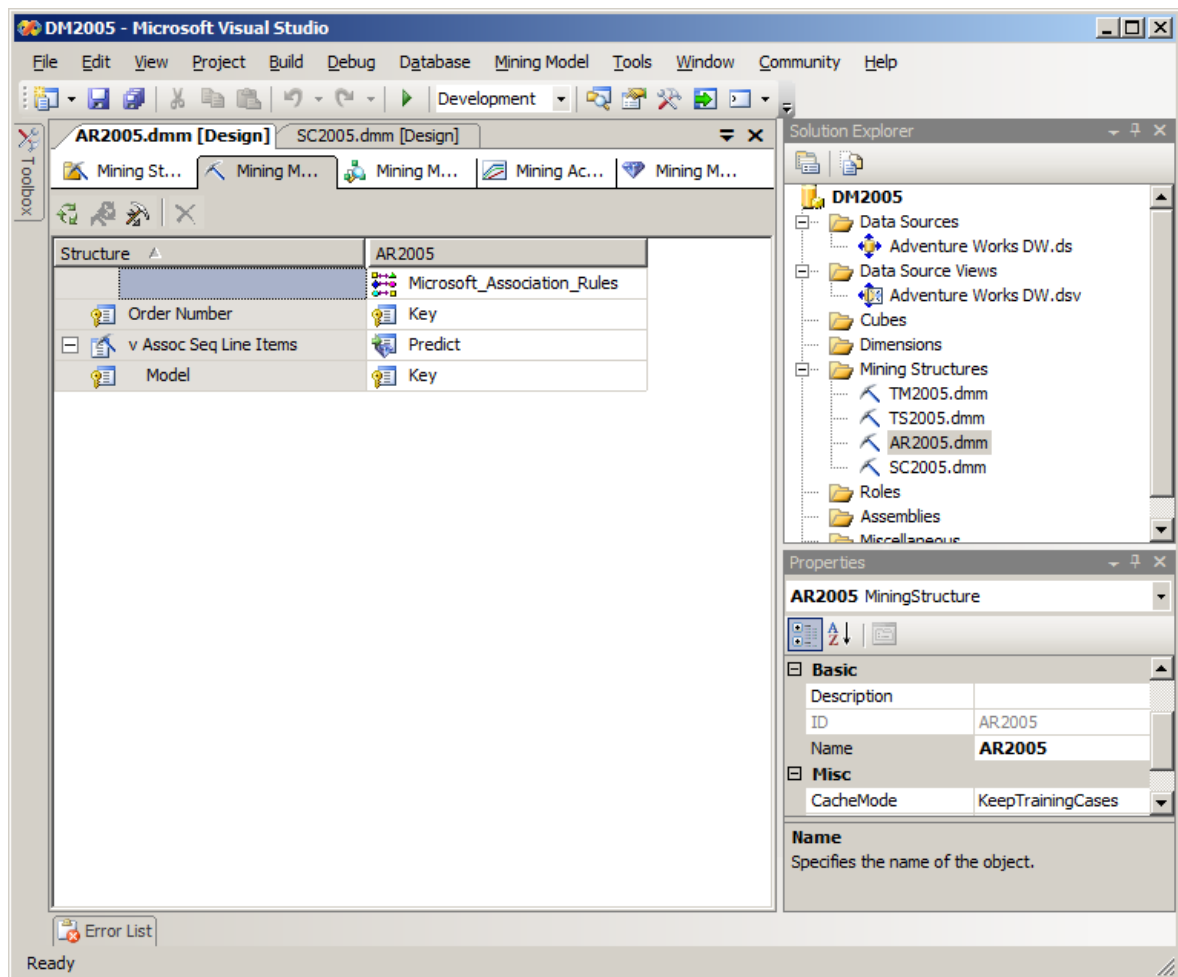 DM2005 - Microsoft Visual Studio
File Edit View Project Build Debug Database Mining Model Tools Window Community Help
Development
Toolbox
AR2005.dmm [Design] SC2005.dmm [Design]
Mining St... Mining M... Mining M... Mining Ac... Mining M...
Structure AR2005
Microsoft_Association_Rules
Order Number Key
v Assoc Seq Line Items Predict
Model Key
Solution Explorer
DM2005
Data Sources
Adventure Works DW.ds
Data Source Views
Adventure Works DW.dsv
Cubes
Dimensions
Mining Structures
TM2005.dmm
TS2005.dmm
AR2005.dmm
SC2005.dmm
Roles
Assemblies
Miscellaneous
Properties
AR2005 MiningStructure
Basic
Description
ID AR2005
Name AR2005
Misc
CacheMode KeepTrainingCases
Name
Specifies the name of the object.
Error List
Ready